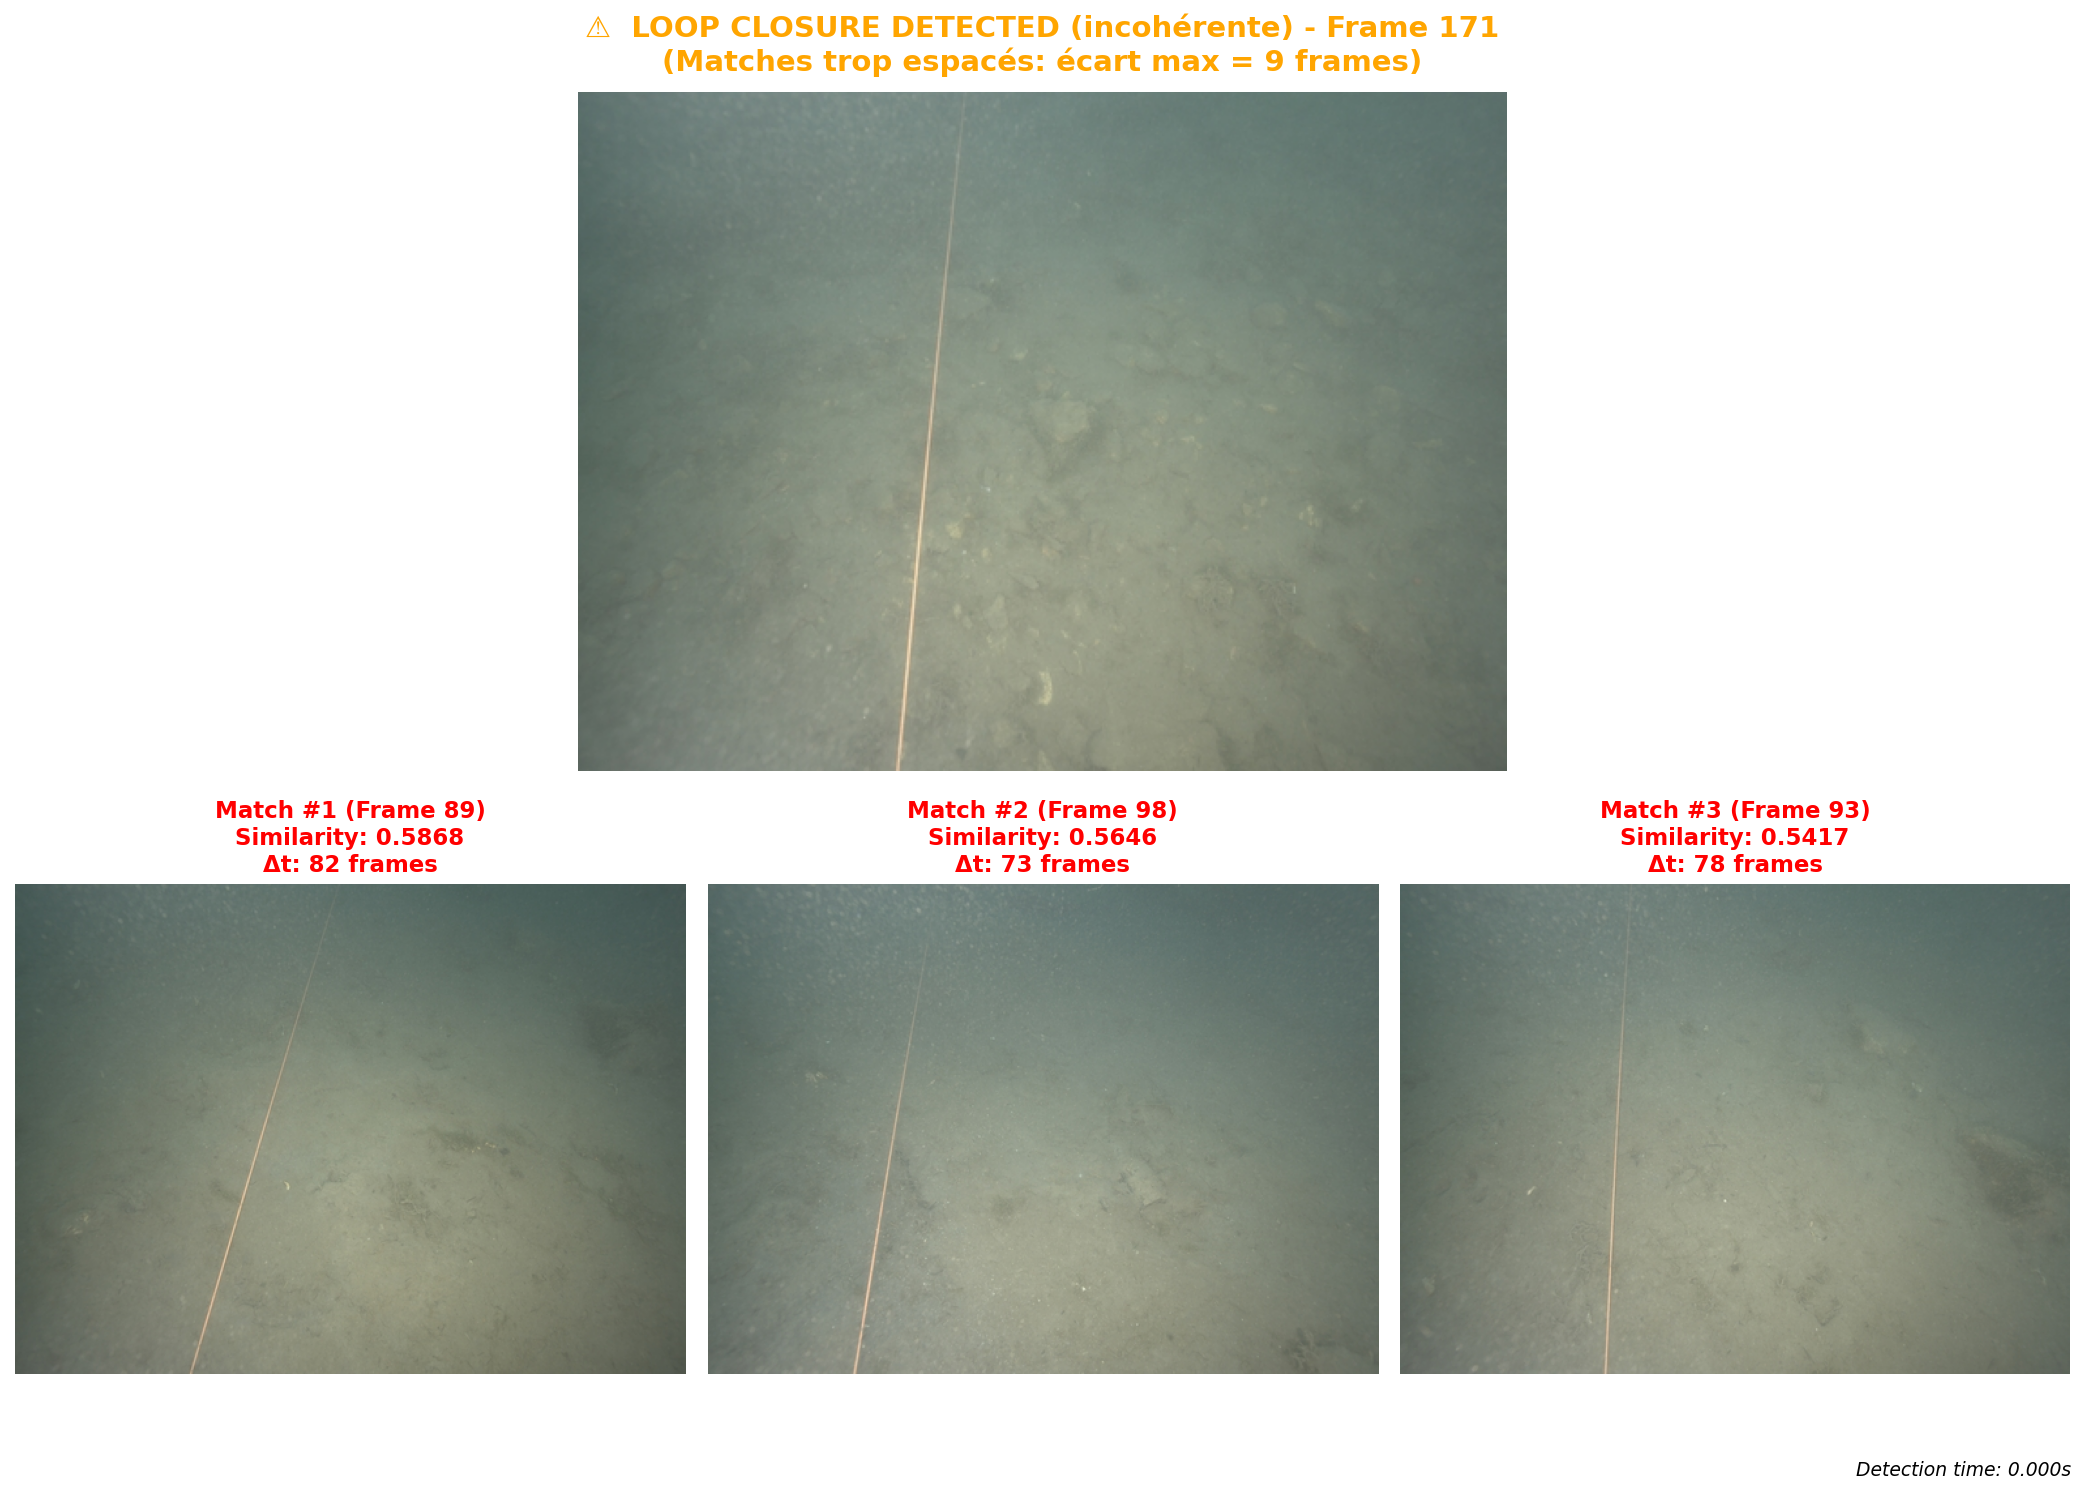 ⚠ LOOP CLOSURE DETECTED (incohérente) - Frame 171
(Matches trop espacés: écart max = 9 frames)
Match #1 (Frame 89)
Similarity: 0.5868
Δt: 82 frames
Match #2 (Frame 98)
Similarity: 0.5646
Δt: 73 frames
Match #3 (Frame 93)
Similarity: 0.5417
Δt: 78 frames
Detection time: 0.000s